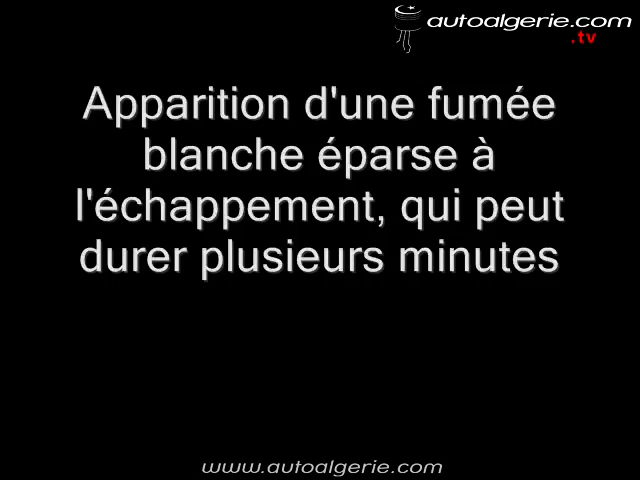 autoalgerie.com
.tv
Apparition d'une fumée
blanche éparse à
l'échappement, qui peut
durer plusieurs minutes
www.autoalgerie.com